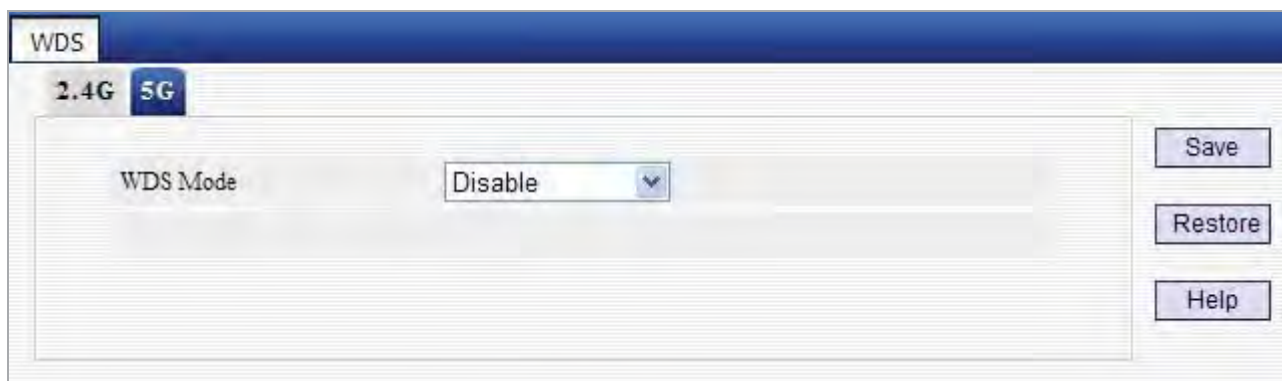 WDS
2.4G 5G
WDS Mode Disable
Save
Restore
Help